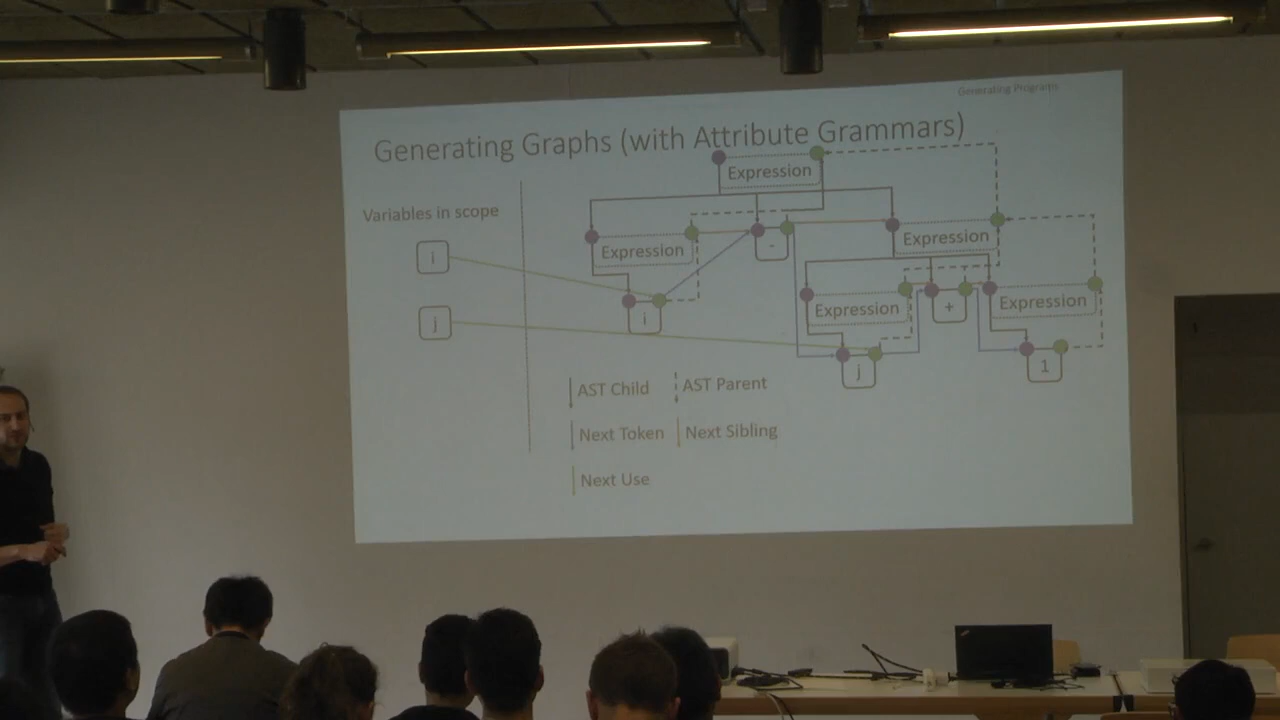 Generating Programs
Generating Graphs (with Attribute Grammars)
Variables in scope
i
j
Expression
Expression
-
Expression
i
Expression
+
Expression
j
1
AST Child
AST Parent
Next Token
Next Sibling
Next Use